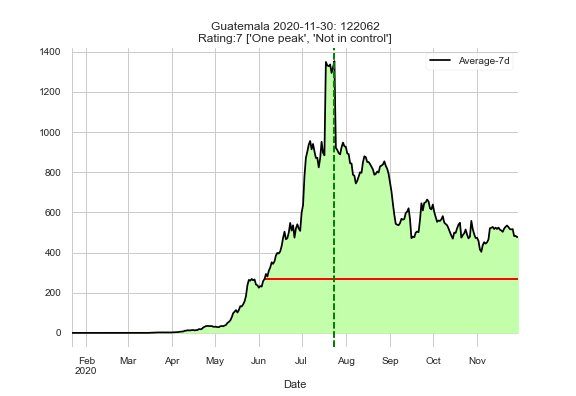 Guatemala 2020-11-30: 122062
Rating:7 ['One peak', 'Not in control']
Average-7d
1400
1200
1000
800
600
400
200
0
Feb Mar Apr May Jun Jul Aug Sep Oct Nov
2020
Date